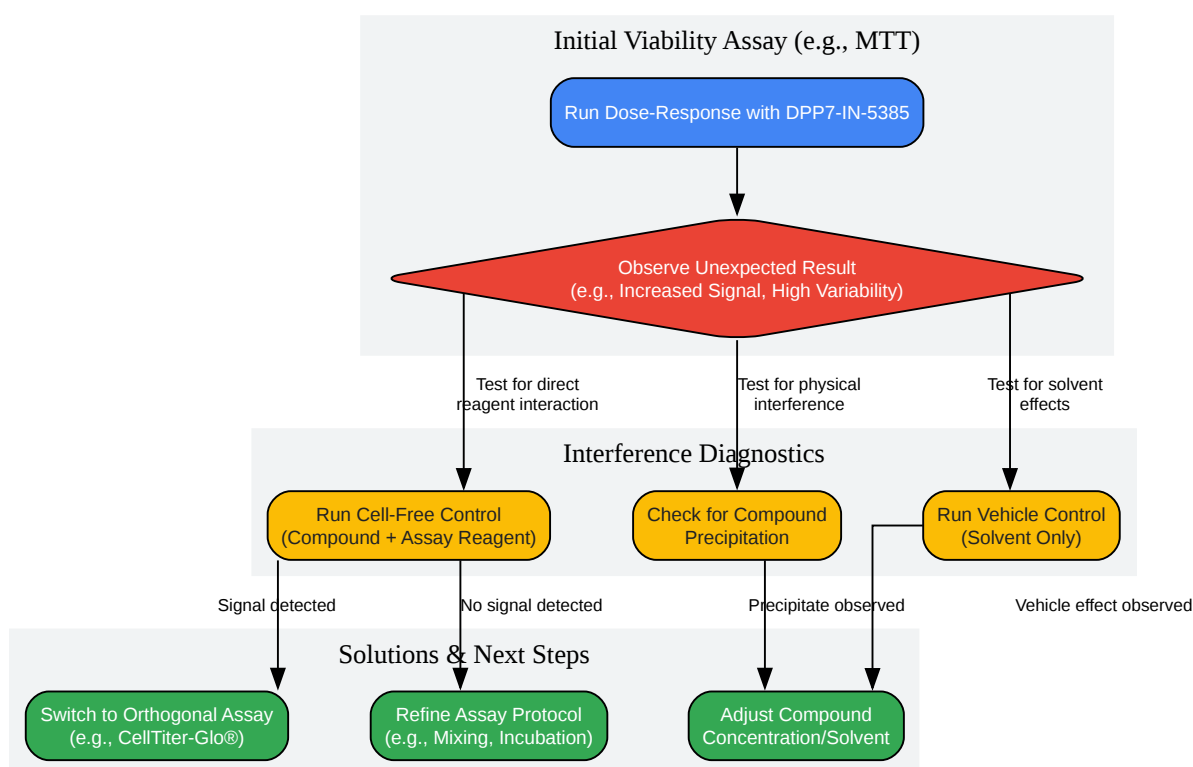 Initial Viability Assay (e.g., MTT)
Run Dose-Response with DPP7-IN-5385
Observe Unexpected Result
(e.g., Increased Signal, High Variability)
Test for direct
reagent interaction
Test for physical
interference
Test for solvent
effects
Interference Diagnostics
Run Cell-Free Control
(Compound + Assay Reagent)
Check for Compound
Precipitation
Run Vehicle Control
(Solvent Only)
Signal detected
No signal detected
Precipitate observed
Vehicle effect observed
Solutions & Next Steps
Switch to Orthogonal Assay
(e.g., CellTiter-Glo®)
Refine Assay Protocol
(e.g., Mixing, Incubation)
Adjust Compound
Concentration/Solvent